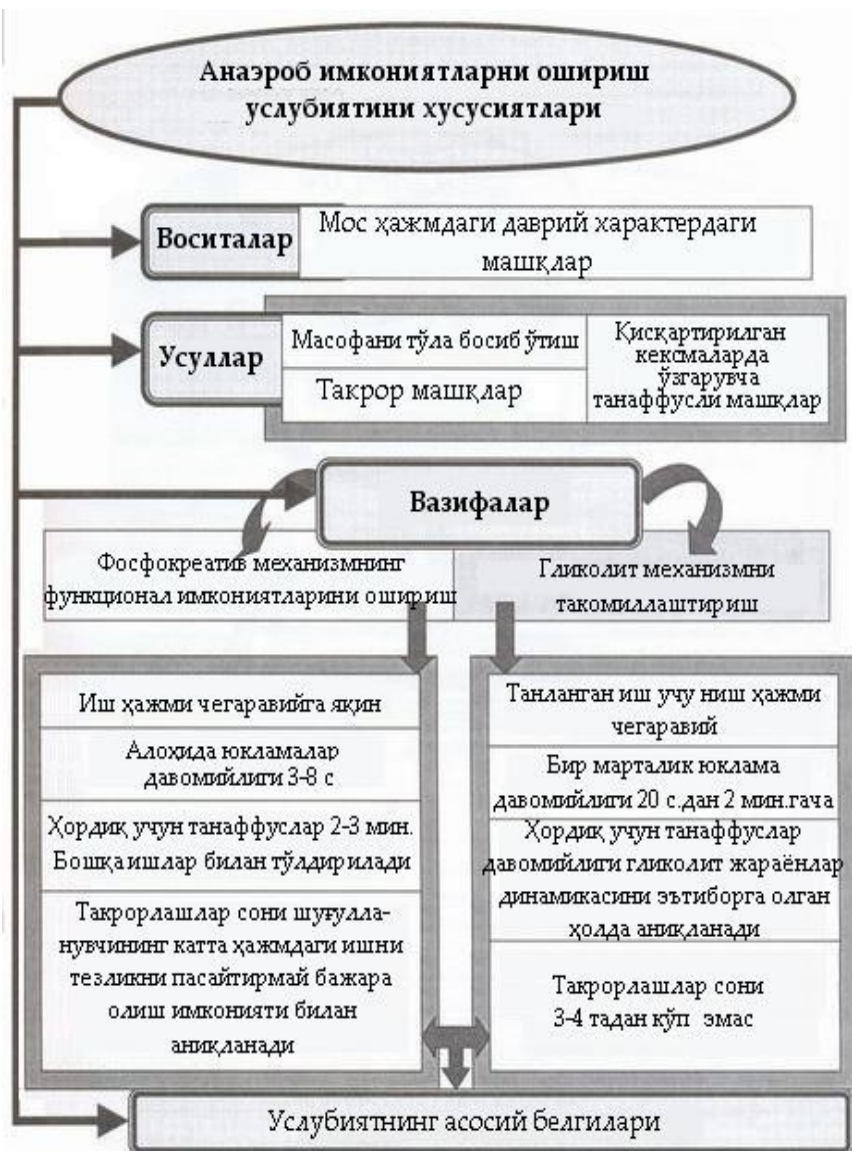 Анаэроб имкониятларни ошириш
услубиятини хусусиятлари
Воситалар
Мос ҳажмдаги даврий характердаги
машқлар
Усуллар
Масофани тўла босиб ўтиш
Такрор машқлар
Қисқартирилган
кексмаларда
ўзгарувча
танаффусли машқлар
Вазифалар
Фосфокреатив механизмнинг
функционал имкониятларини ошириш
Гликолит механизмни
такомиллаштириш
Иш ҳажми чегаравийга яқин
Алоҳида юкламалар
давомийлиги 3-8 с
Ҳордиқ учун танаффуслар 2-3 мин.
Бошқа ишлар билан тўлдирилади
Такрорлашлар сони шуғулла-
нувчининг катта ҳажмдаги ишни
тезликни пасайтирмай бажара
олиш имконияти билан
аниқланади
Танланган иш учу ниш ҳажми
чегаравий
Бир марталик юклама
давомийлиги 20 с.дан 2 мин.гача
Ҳордиқ учун танаффуслар
давомийлиги гликолит жараёнлар
динамикасини эътиборга олган
ҳолда аниқланади
Такрорлашлар сони
3-4 тадан кўп эмас
Услубиятнинг асосий белгилари